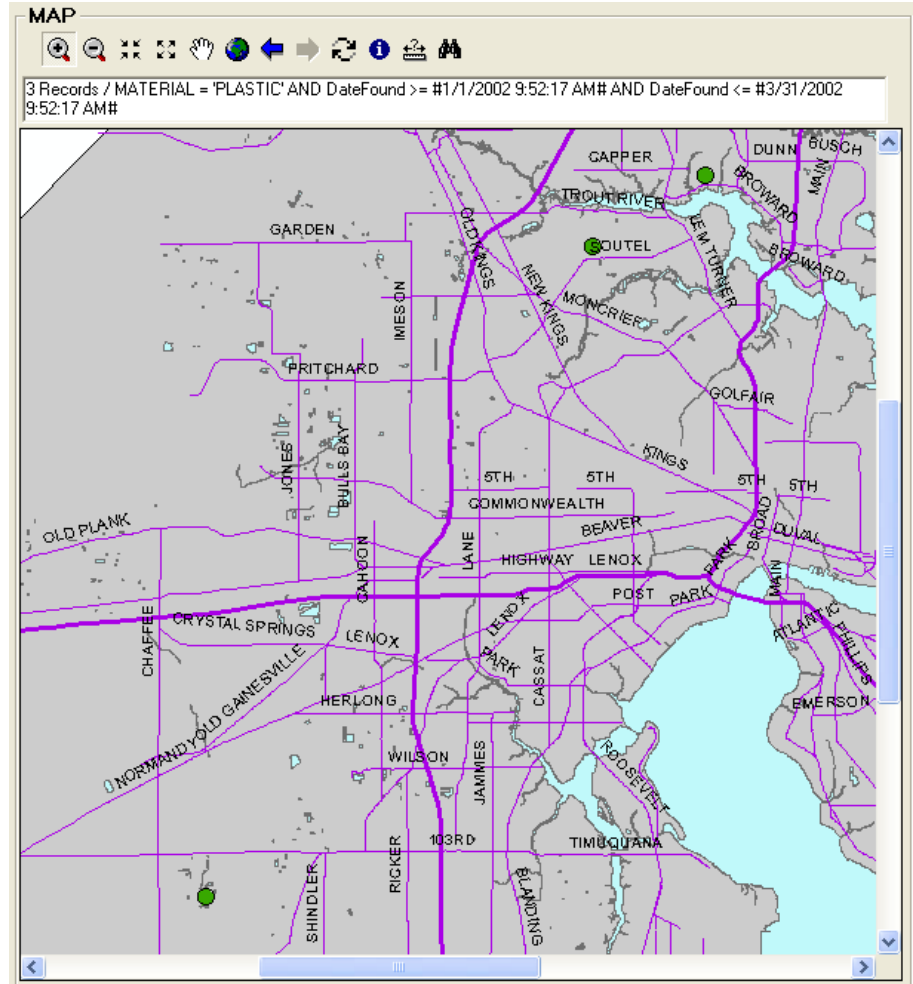 MAP
3 Records / MATERIAL = 'PLASTIC' AND DateFound >= #1/1/2002 9:52:17 AM# AND DateFound <= #3/31/2002
9:52:17 AM#
CAPPER
DUNN
BUSCH
MAIN
BROWARD
TROUT RIVER
OLD KINGS
GARDEN
SOUTEL
LEM TURNER
BROWARD
NEW KINGS
IMESON
MONCRIER
PRITCHARD
GOLFAIR
JONES
BULLS BAY
KINGS
5TH
5TH
5TH
5TH
COMMONWEALTH
OLD PLANK
BEAVER
BROAD
DUVAL
LANE
HIGHWAY
LENOX
PARK
CAHOON
POST
PARK
MAIN
CHAFFEE
CRYSTAL SPRINGS
LENOX
LENOX
ATLANTIC
PHILLIPS
PARK
CASSAT
NORMANDY
OLD GAINESVILLE
HERLONG
EMERSON
WILSON
JAMMES
ROOSEVELT
103RD
TIMUQUANA
SHINDLER
RICKER
BLANDING